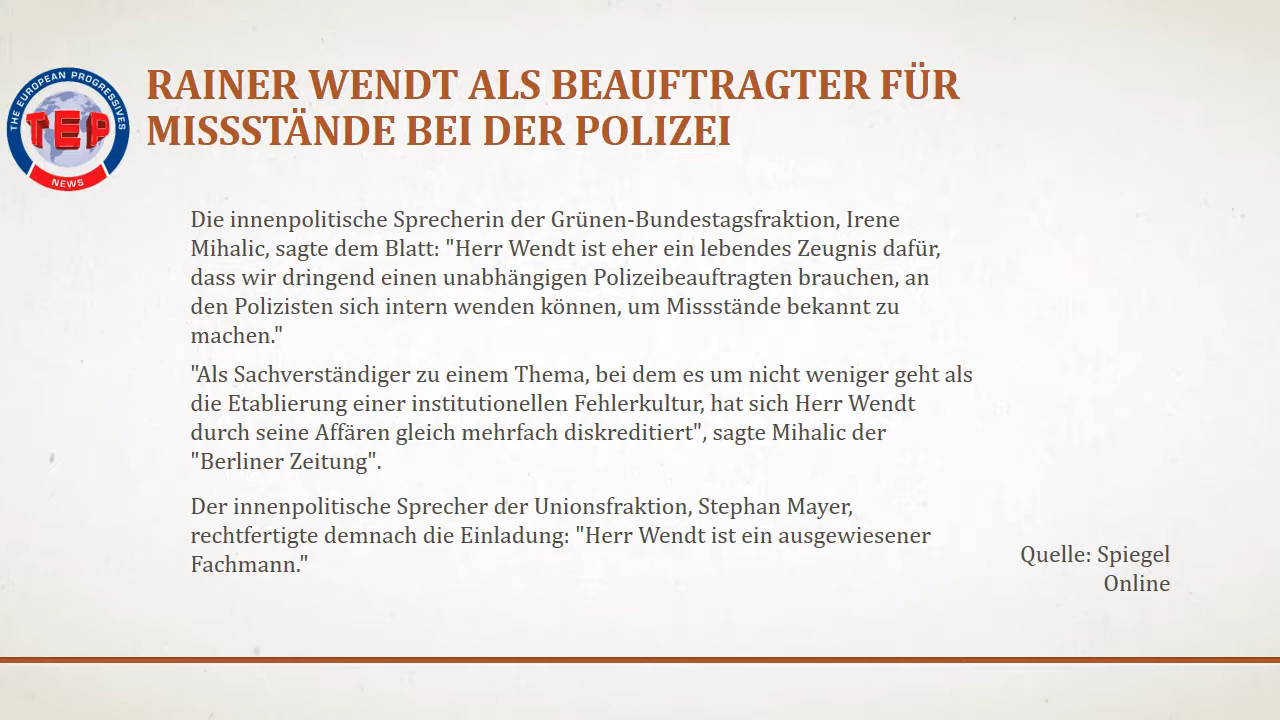 RAINER WENDT ALS BEAUFTRAGTER FÜR
MISSSTÄNDE BEI DER POLIZEI
THE EUROPEAN PROGRESSIVES
TEP
NEWS
Die innenpolitische Sprecherin der Grünen-Bundestagsfraktion, Irene
Mihalic, sagte dem Blatt: "Herr Wendt ist eher ein lebendes Zeugnis dafür,
dass wir dringend einen unabhängigen Polizeibeauftragten brauchen, an
den Polizisten sich intern wenden können, um Missstände bekannt zu
machen."
"Als Sachverständiger zu einem Thema, bei dem es um nicht weniger geht als
die Etablierung einer institutionellen Fehlerkultur, hat sich Herr Wendt
durch seine Affären gleich mehrfach diskreditiert", sagte Mihalic der
"Berliner Zeitung".
Der innenpolitische Sprecher der Unionsfraktion, Stephan Mayer,
rechtfertigte demnach die Einladung: "Herr Wendt ist ein ausgewiesener
Fachmann."
Quelle: Spiegel
Online